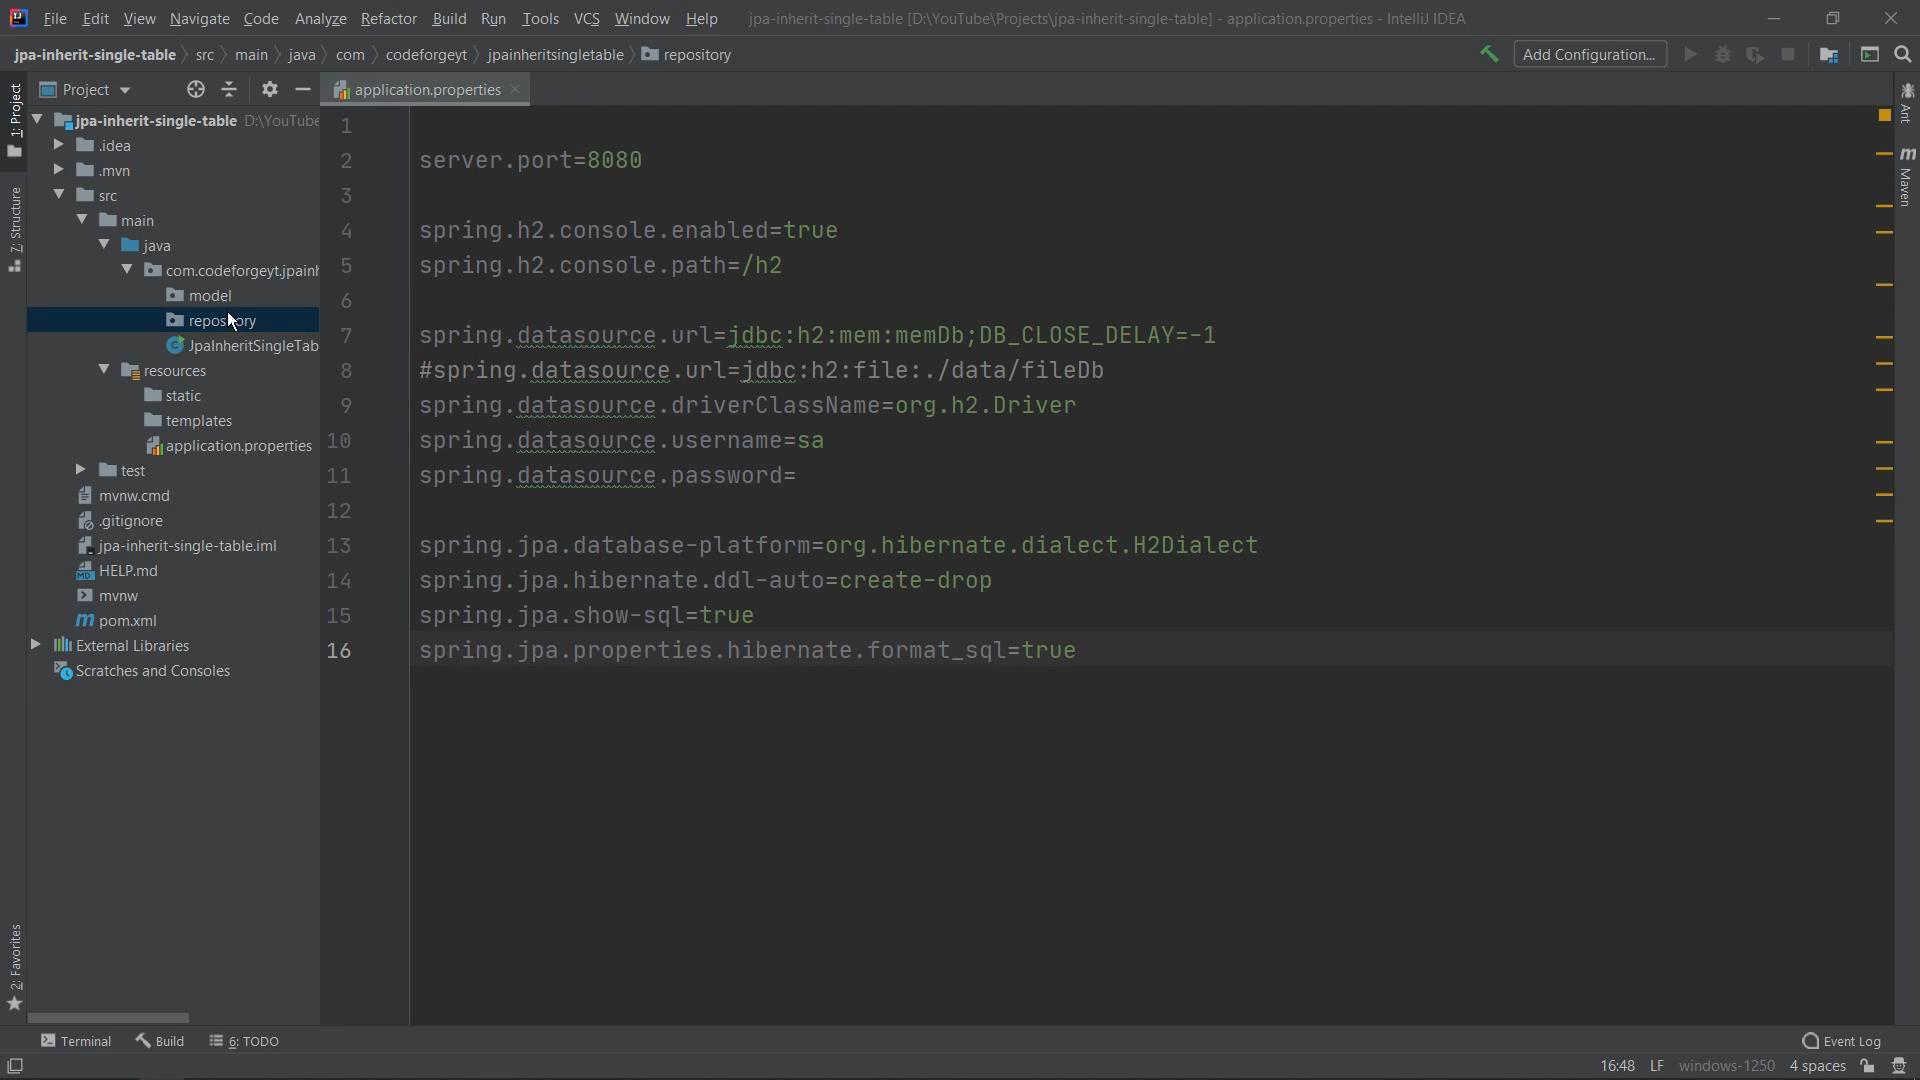 File Edit View Navigate Code Analyze Refactor Build Run Tools VCS Window Help jpa-inherit-single-table [D:\YouTube\Projects\jpa-inherit-single-table] - application.properties - IntelliJ IDEA
jpa-inherit-single-table src main java com codeforgeyt jpainheritsingletable repository Add Configuration...
Project
application.properties
1: Project
Z: Structure
2: Favorites
jpa-inherit-single-table D:\YouTube
.idea
.mvn
src
main
java
com.codeforgeyt.jpainh
model
repository
JpaInheritSingleTab
resources
static
templates
application.properties
test
mvnw.cmd
.gitignore
jpa-inherit-single-table.iml
HELP.md
mvnw
pom.xml
External Libraries
Scratches and Consoles
1
2 server.port=8080
3
4 spring.h2.console.enabled=true
5 spring.h2.console.path=/h2
6
7 spring.datasource.url=jdbc:h2:mem:memDb;DB_CLOSE_DELAY=-1
8 #spring.datasource.url=jdbc:h2:file:./data/fileDb
9 spring.datasource.driverClassName=org.h2.Driver
10 spring.datasource.username=sa
11 spring.datasource.password=
12
13 spring.jpa.database-platform=org.hibernate.dialect.H2Dialect
14 spring.jpa.hibernate.ddl-auto=create-drop
15 spring.jpa.show-sql=true
16 spring.jpa.properties.hibernate.format_sql=true
Ant
Maven
Terminal Build 6: TODO Event Log
16:48 LF windows-1250 4 spaces